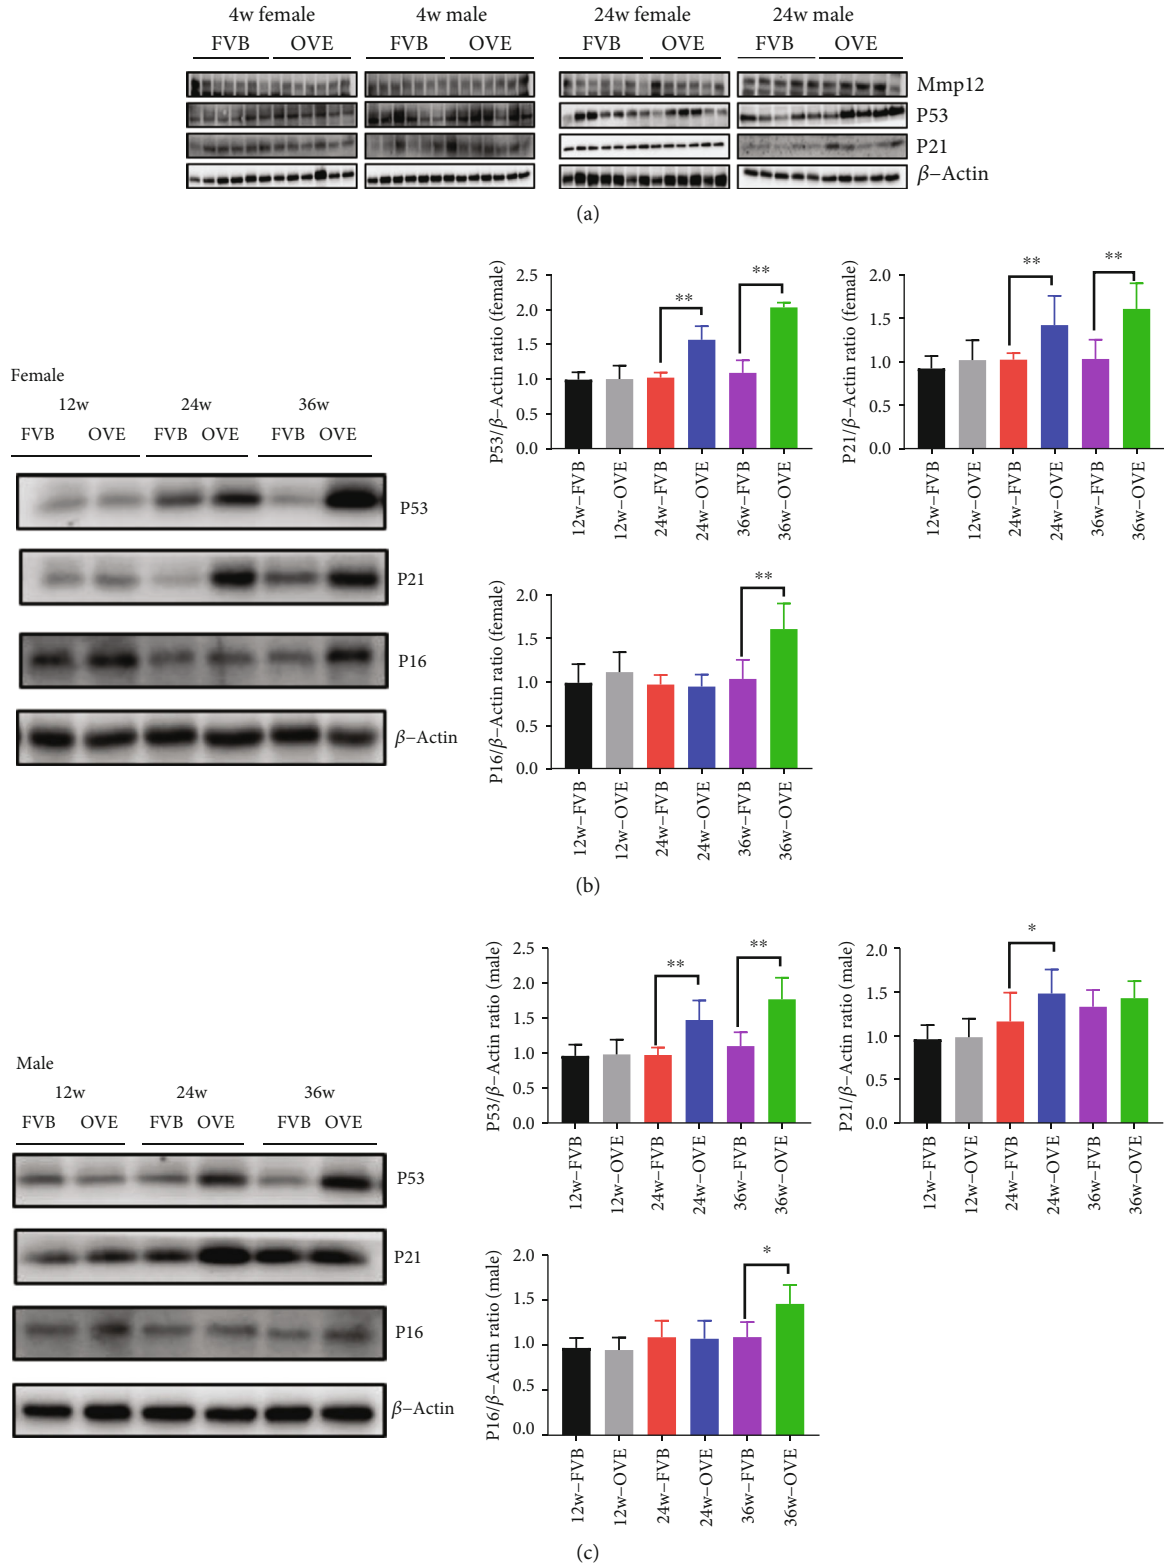 4w female 4w male 24w female 24w male
FVB OVE FVB OVE FVB OVE FVB OVE
Mmp12
P53
P21
β–Actin
(a)
Female
12w 24w 36w
FVB OVE FVB OVE FVB OVE
P53
P21
P16
β–Actin
P53/β–Actin ratio (female)
2.5
2.0
1.5
1.0
0.5
0.0
** **
12w–FVB
12w–OVE
24w–FVB
24w–OVE
36w–FVB
36w–OVE
P21/β–Actin ratio (female)
2.0
1.5
1.0
0.5
0.0
** **
12w–FVB
12w–OVE
24w–FVB
24w–OVE
36w–FVB
36w–OVE
P16/β–Actin ratio (female)
2.0
1.5
1.0
0.5
0.0
**
12w–FVB
12w–OVE
24w–FVB
24w–OVE
36w–FVB
36w–OVE
(b)
Male
12w 24w 36w
FVB OVE FVB OVE FVB OVE
P53
P21
P16
β–Actin
P53/β–Actin ratio (male)
2.5
2.0
1.5
1.0
0.5
0.0
** **
12w–FVB
12w–OVE
24w–FVB
24w–OVE
36w–FVB
36w–OVE
P21/β–Actin ratio (male)
2.0
1.5
1.0
0.5
0.0
*
12w–FVB
12w–OVE
24w–FVB
24w–OVE
36w–FVB
36w–OVE
P16/β–Actin ratio (male)
2.0
1.5
1.0
0.5
0.0
*
12w–FVB
12w–OVE
24w–FVB
24w–OVE
36w–FVB
36w–OVE
(c)